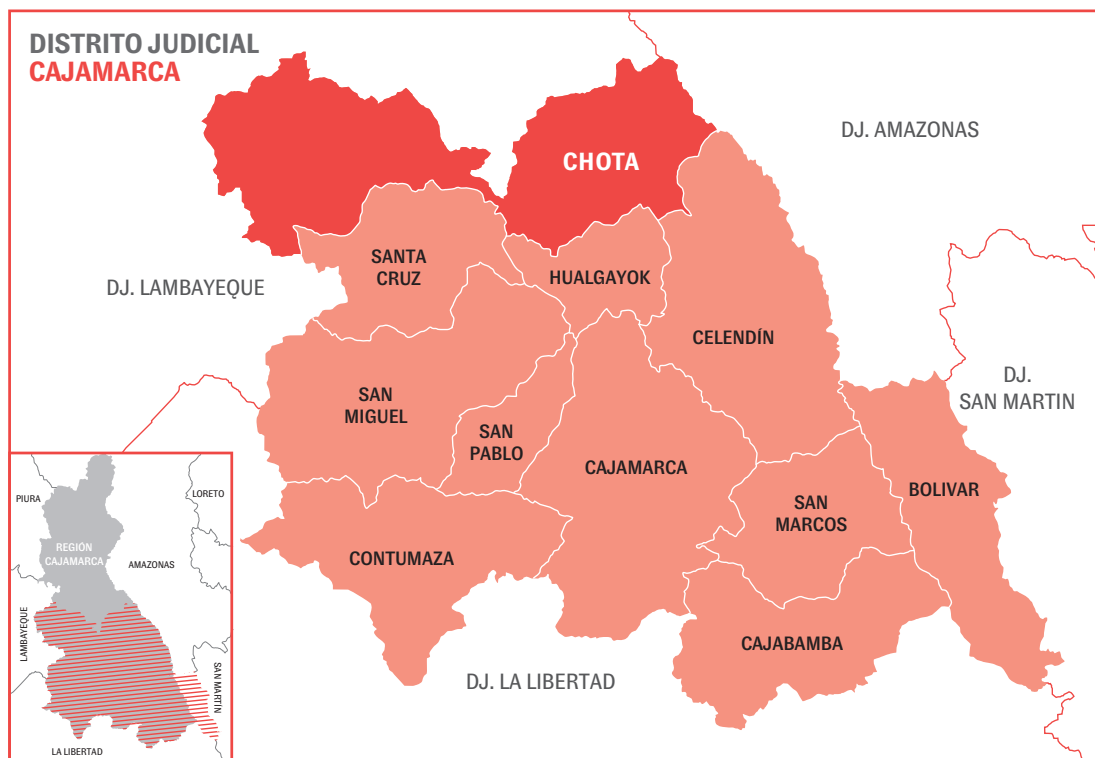 DISTRITO JUDICIAL
CAJAMARCA
DJ. AMAZONAS
CHOTA
SANTA
CRUZ
HUALGAYOK
DJ. LAMBAYEQUE
CELENDÍN
DJ.
SAN MARTIN
SAN
MIGUEL
SAN
PABLO
CAJAMARCA
BOLIVAR
SAN
MARCOS
CONTUMAZA
CAJABAMBA
DJ. LA LIBERTAD
PIURA
LORETO
REGIÓN
CAJAMARCA
AMAZONAS
LAMBAYEQUE
SAN MARTIN
LA LIBERTAD